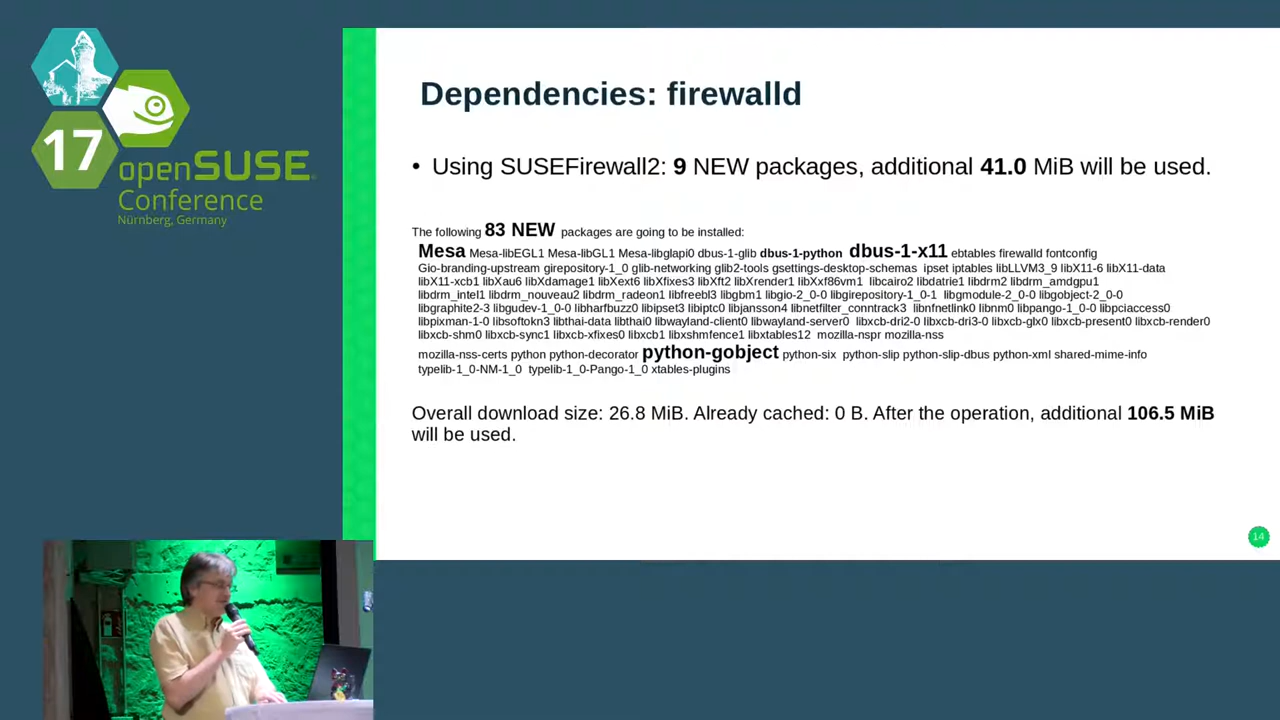 17
openSUSE
Conference
Nürnberg, Germany
Dependencies: firewalld
• Using SUSEFirewall2: 9 NEW packages, additional 41.0 MiB will be used.
The following 83 NEW packages are going to be installed:
Mesa Mesa-libEGL1 Mesa-libGL1 Mesa-libglapi0 dbus-1-glib dbus-1-python dbus-1-x11 ebtables firewalld fontconfig
Gio-branding-upstream girepository-1_0 glib-networking glib2-tools gsettings-desktop-schemas ipset iptables libLLVM3_9 libX11-6 libX11-data
libX11-xcb1 libXau6 libXdamage1 libXext6 libXfixes3 libXft2 libXrender1 libXxf86vm1 libcairo2 libdatrie1 libdrm2 libdrm_amdgpu1
libdrm_intel1 libdrm_nouveau2 libdrm_radeon1 libfreebl3 libgbm1 libgio-2_0-0 libgirepository-1_0-1 libgmodule-2_0-0 libgobject-2_0-0
libgraphite2-3 libgudev-1_0-0 libharfbuzz0 libipset3 libiptc0 libjansson4 libnetfilter_conntrack3 libnfnetlink0 libnm0 libpango-1_0-0 libpciaccess0
libpixman-1-0 libsoftokn3 libthai-data libthai0 libwayland-client0 libwayland-server0 libxcb-dri2-0 libxcb-dri3-0 libxcb-glx0 libxcb-present0 libxcb-render0
libxcb-shm0 libxcb-sync1 libxcb-xfixes0 libxcb1 libxshmfence1 libxtables12 mozilla-nspr mozilla-nss
mozilla-nss-certs python python-decorator python-gobject python-six python-slip python-slip-dbus python-xml shared-mime-info
typelib-1_0-NM-1_0 typelib-1_0-Pango-1_0 xtables-plugins
Overall download size: 26.8 MiB. Already cached: 0 B. After the operation, additional 106.5 MiB
will be used.
14